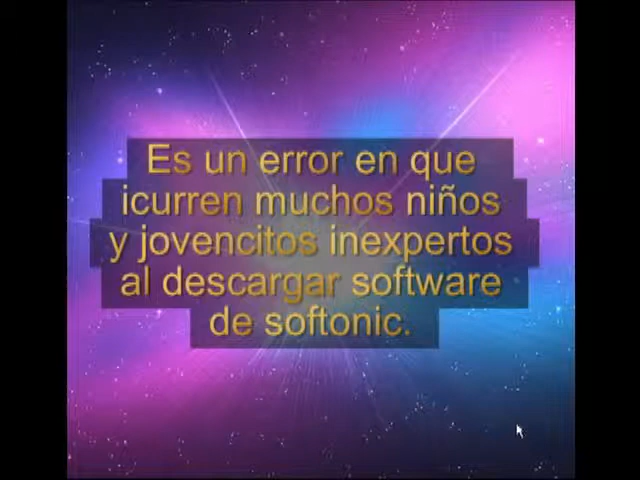 Es un error en que
icurren muchos niños
y jovencitos inexpertos
al descargar software
de softonic.